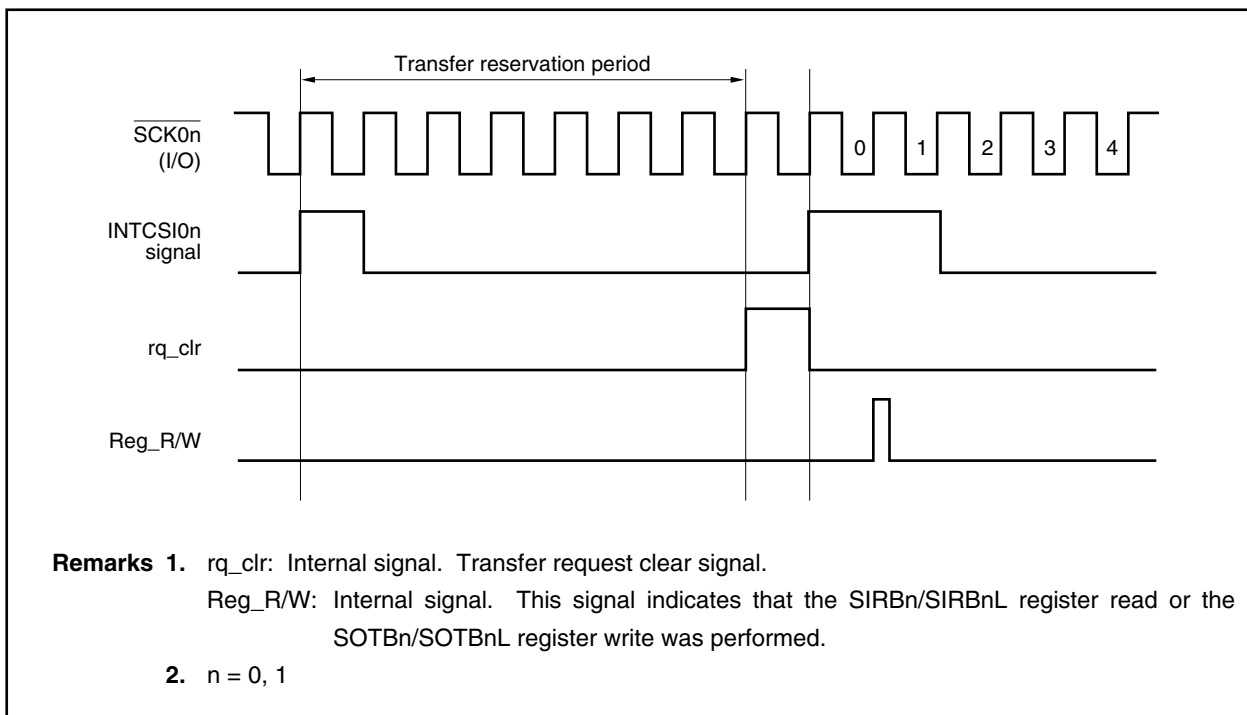 Transfer reservation period
SCK0n
(I/O)
0 1 2 3 4
INTCSI0n
signal
rq_clr
Reg_R/W
Remarks 1. rq_clr: Internal signal. Transfer request clear signal.
Reg_R/W: Internal signal. This signal indicates that the SIRBn/SIRBnL register read or the
SOTBn/SOTBnL register write was performed.
2. n = 0, 1